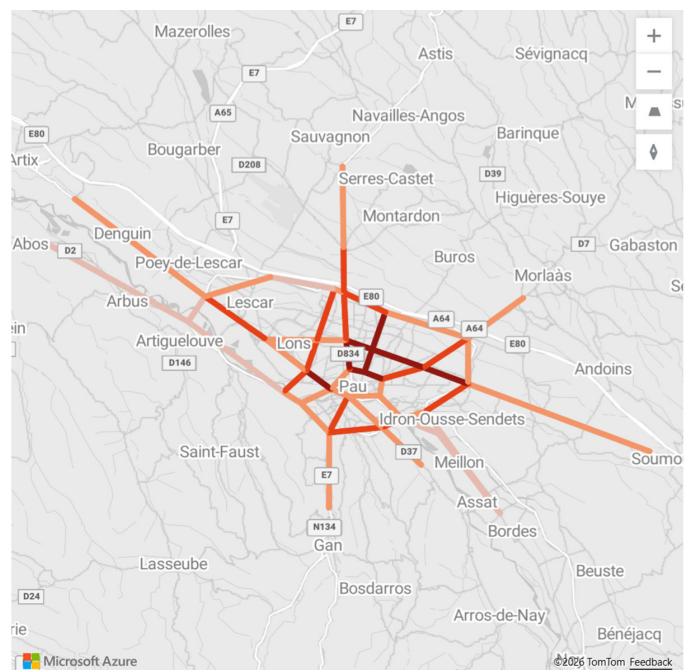 E7
Mazerolles
Astis
Sévignacq
E7
A65
Navailles-Angos
E80
Sauvagnon
Barinque
Artix
Bougarber
D208
D39
Serres-Castet
Higuères-Souye
E7
Montardon
Denguin
Abos
D2
D7
Gabaston
Poey-de-Lescar
Buros
Morlaàs
Arbus
Lescar
E80
A64
A64
Artiguelouve
Lons
E80
D146
D834
Andoins
Pau
Idron-Ousse-Sendets
Saint-Faust
D37
Meillon
E7
Assat
N134
Bordes
Gan
Lasseube
Beuste
D24
Bosdarros
Arros-de-Nay
Bénéjacq
Microsoft Azure
©2026 TomTom Feedback